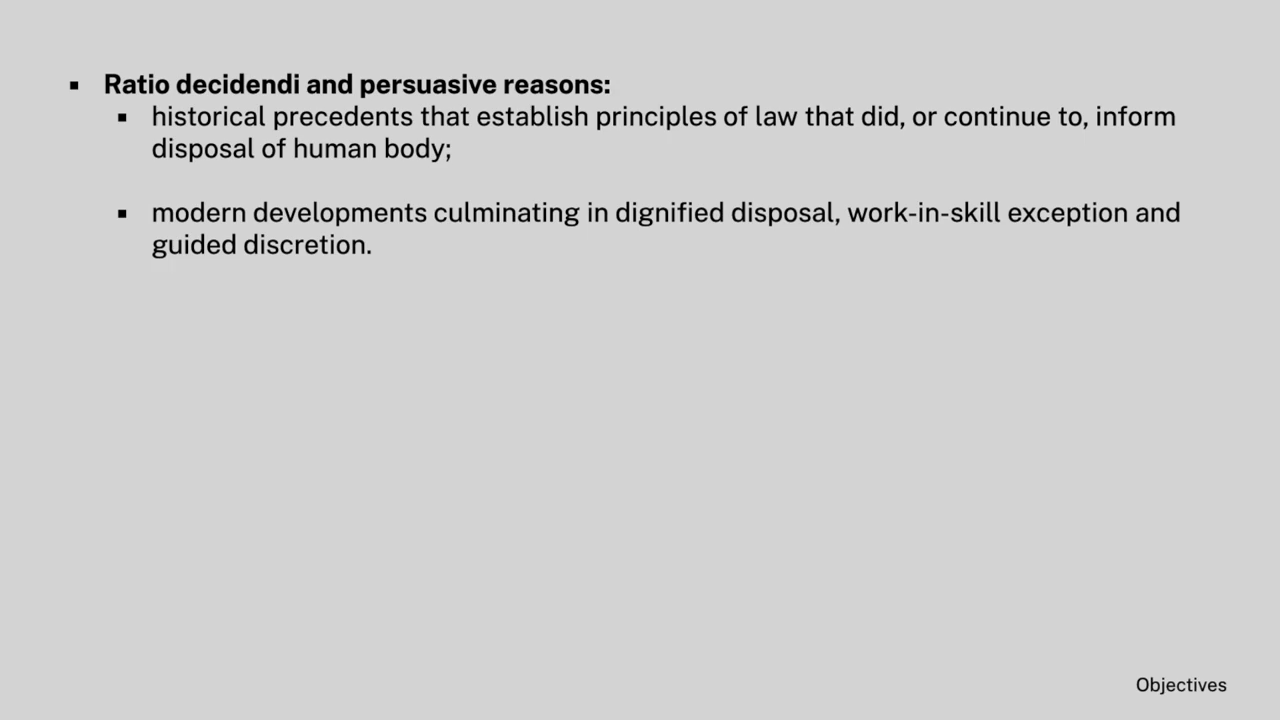 ▪ Ratio decidendi and persuasive reasons:
▪ historical precedents that establish principles of law that did, or continue to, inform
disposal of human body;
▪ modern developments culminating in dignified disposal, work-in-skill exception and
guided discretion.
Objectives